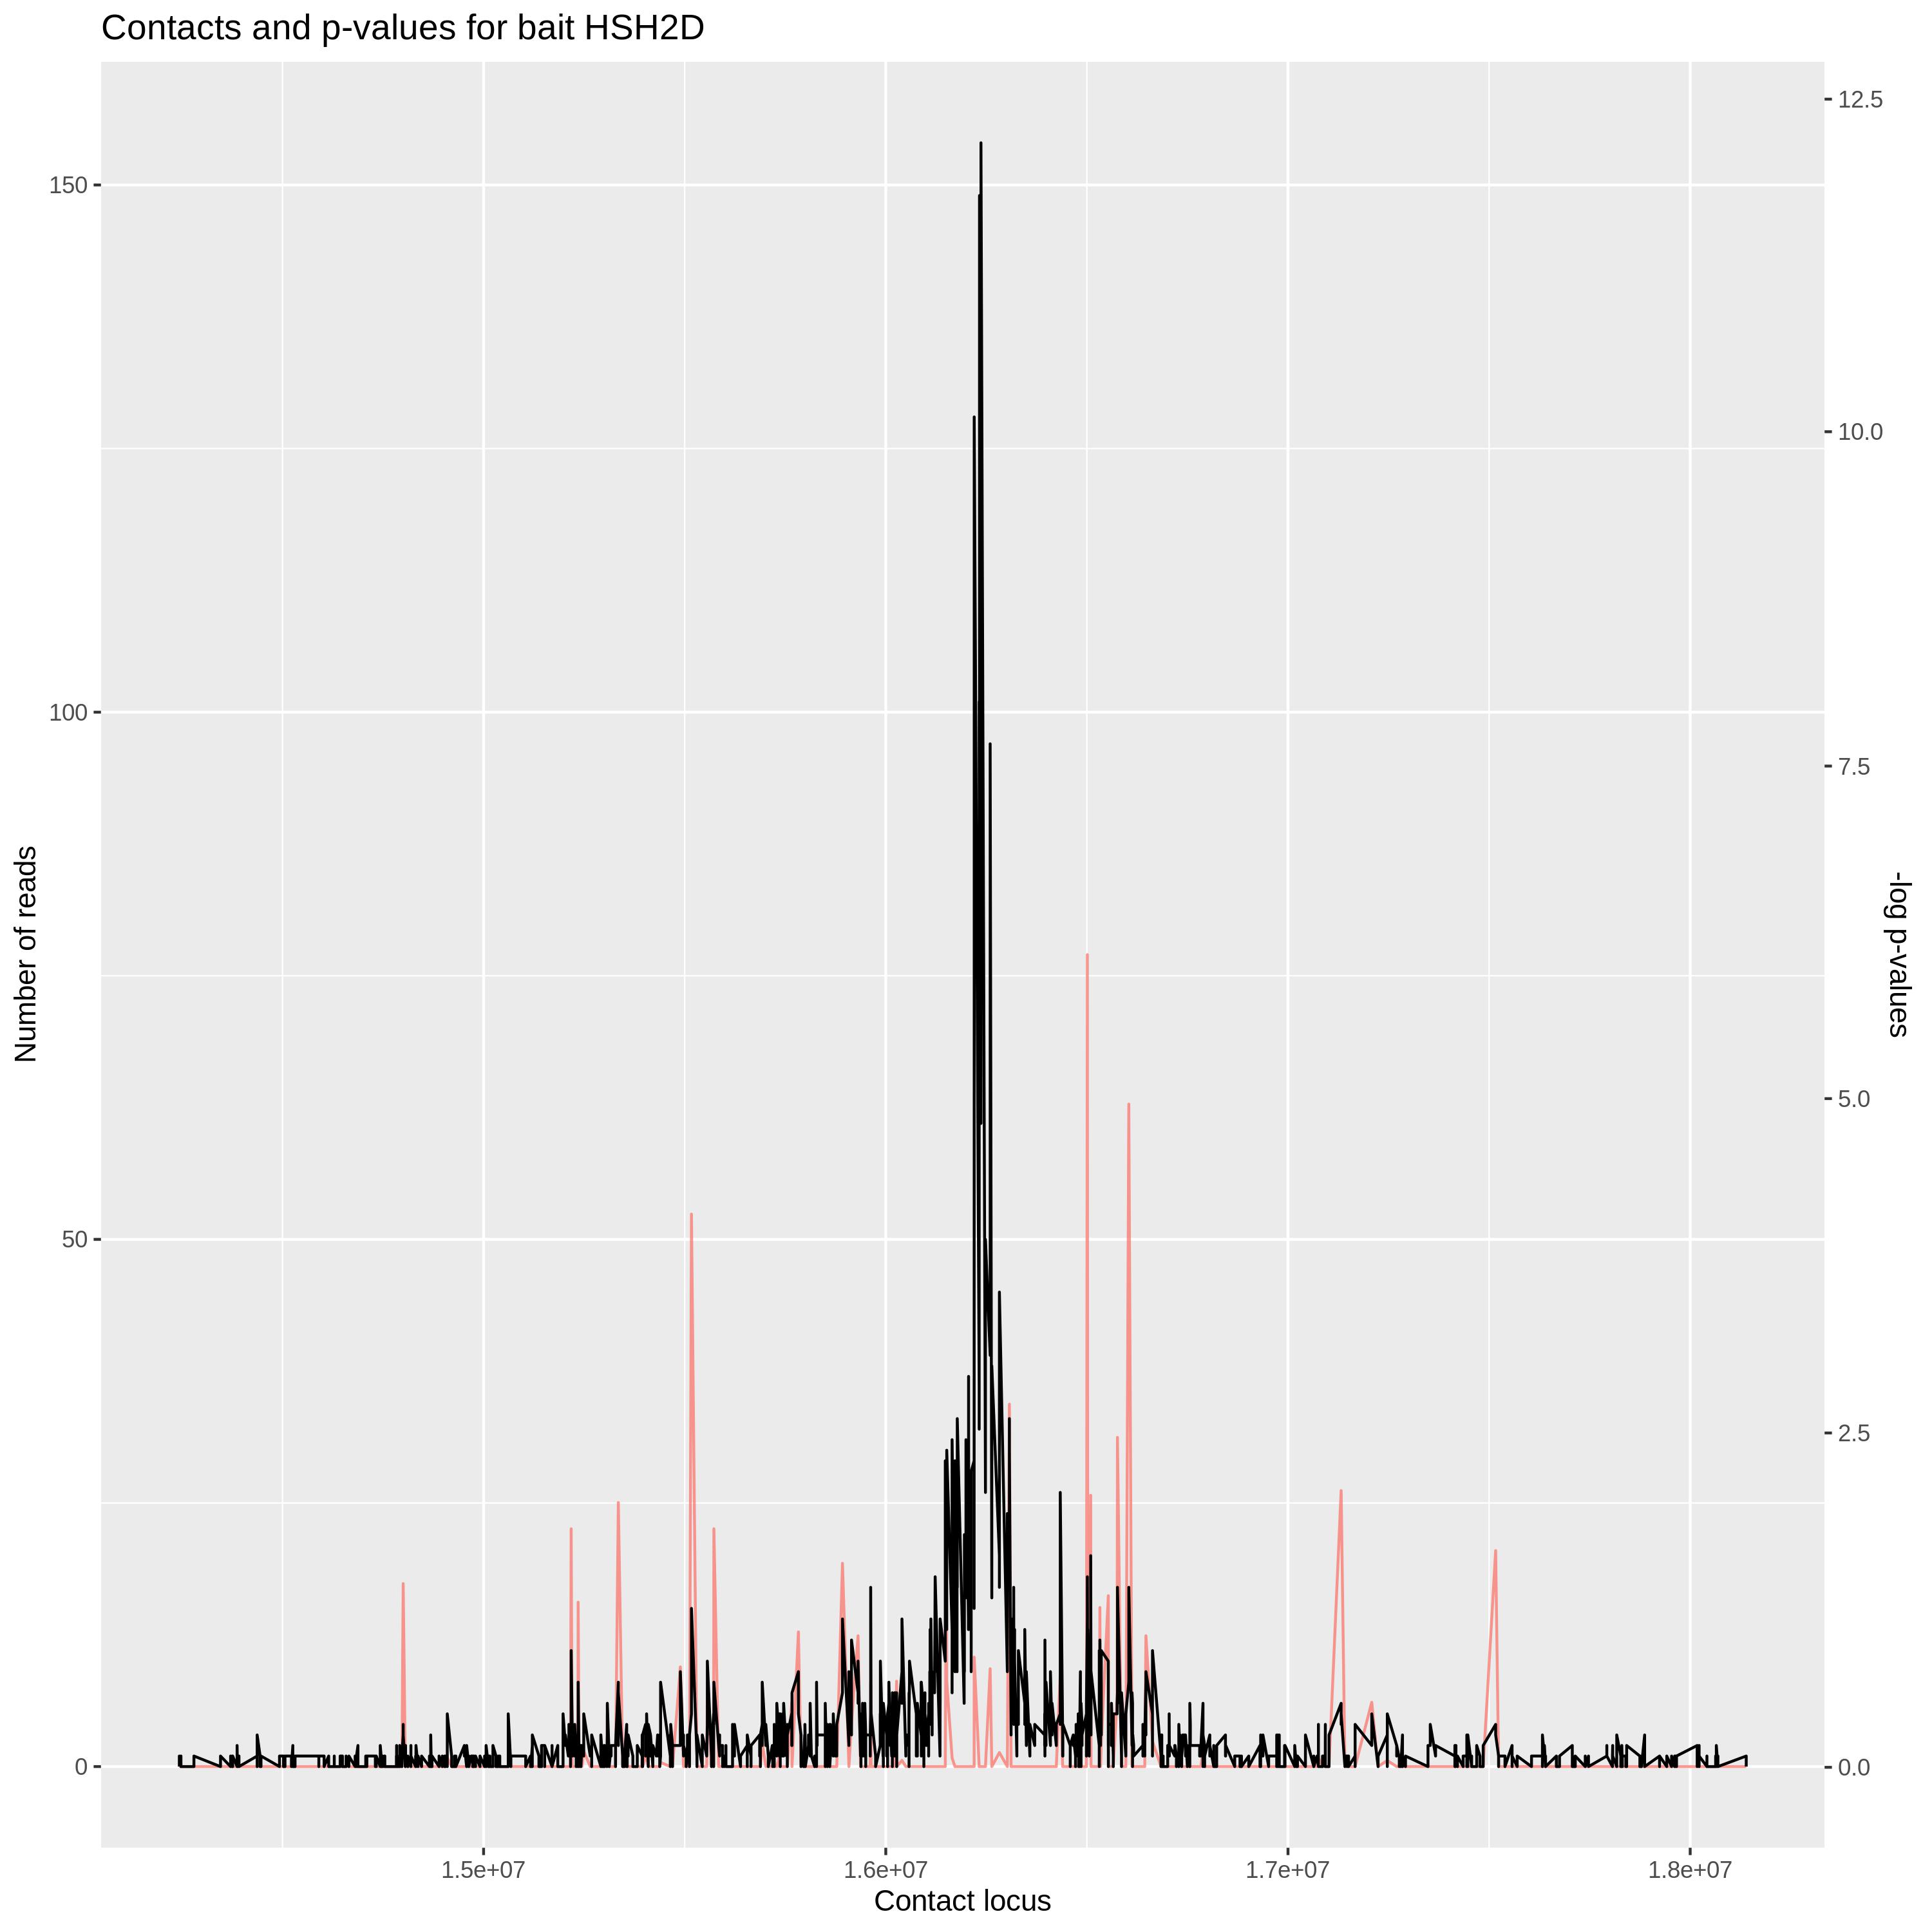 Contacts and p-values for bait HSH2D
12.5
150
10.0
100
7.5
Number of reads
-log p-values
5.0
50
2.5
0
0.0
1.5e+07
1.6e+07
1.7e+07
1.8e+07
Contact locus